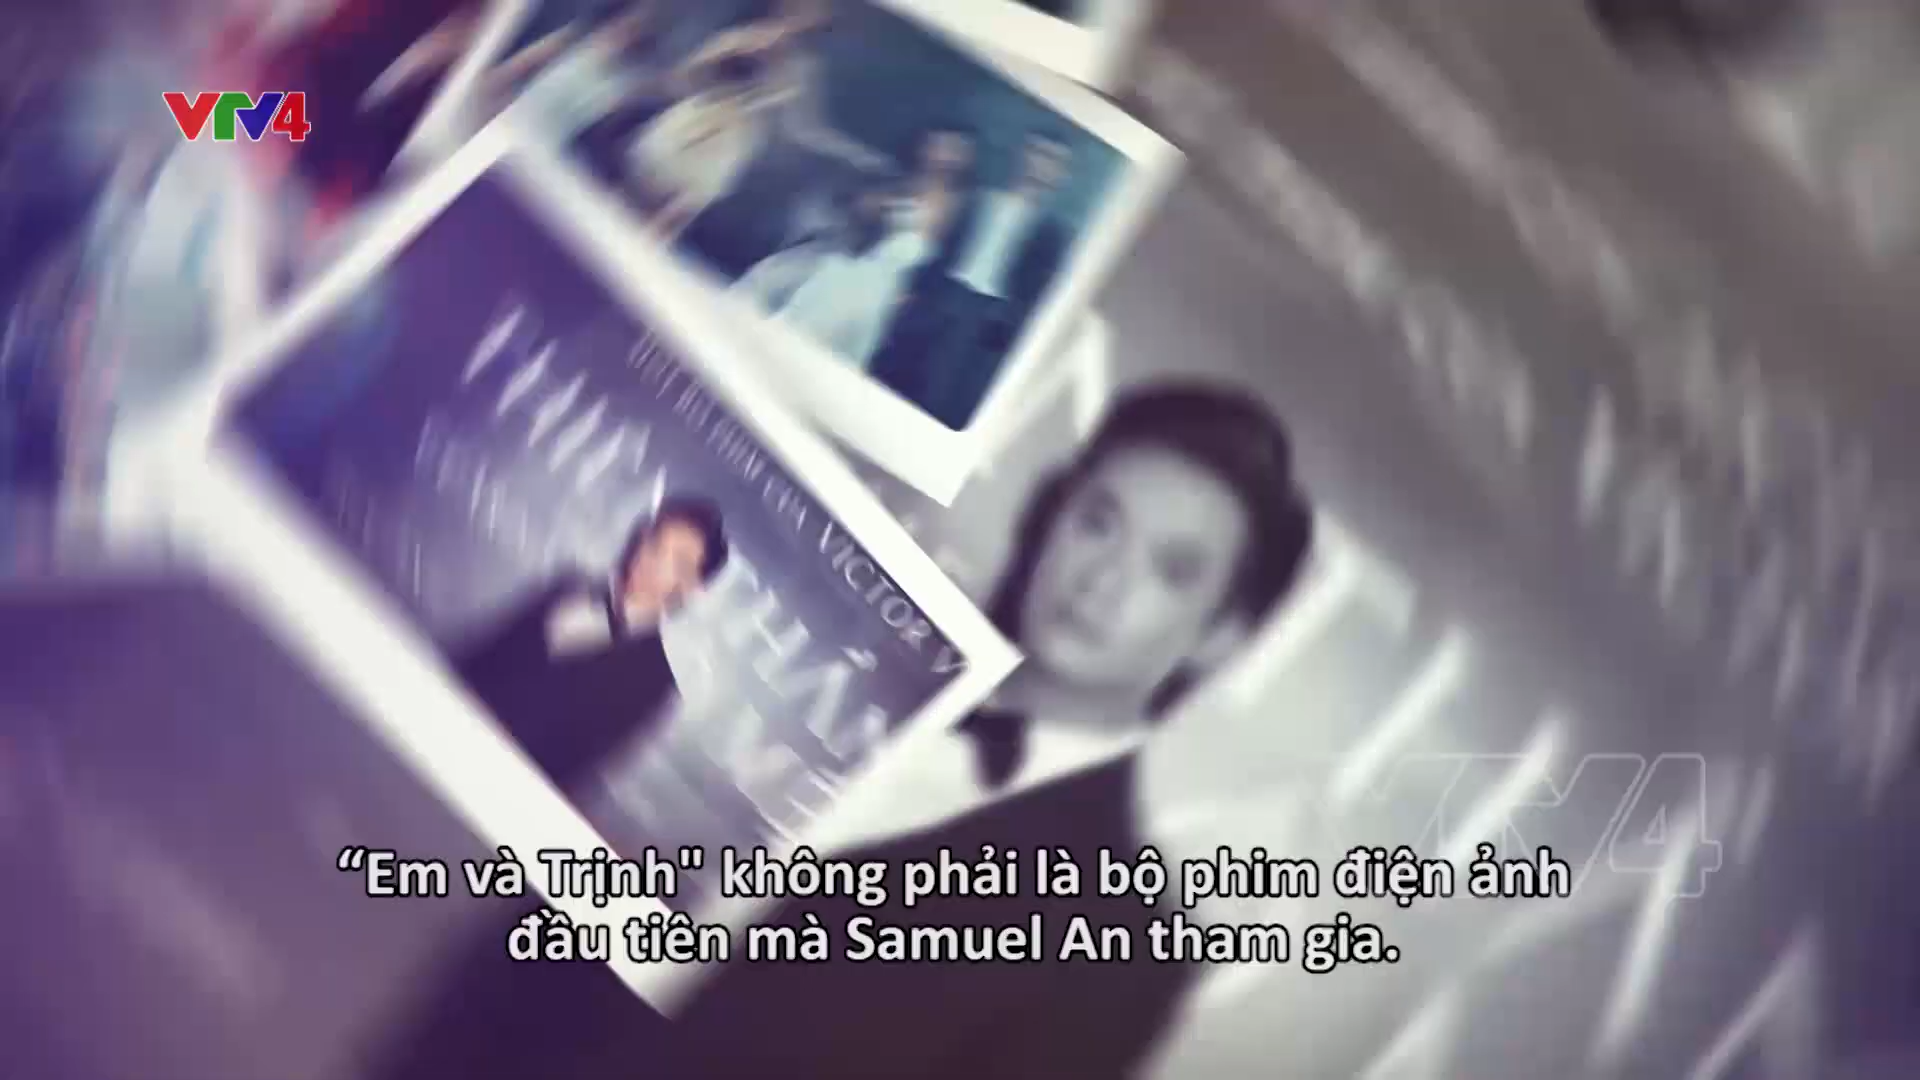 VTV4
VICTOR V
“Em và Trịnh" không phải là bộ phim điện ảnh
đầu tiên mà Samuel An tham gia.
VTV4